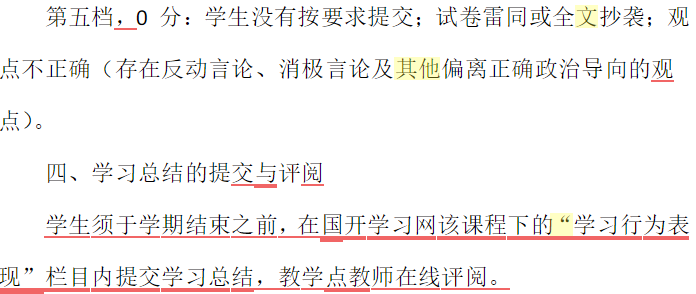 第五档，0 分：学生没有按要求提交；试卷雷同或全文抄袭；观
点不正确（存在反动言论、消极言论及其他偏离正确政治导向的观
点）。
四、学习总结的提交与评阅
学生须于学期结束之前，在国开学习网该课程下的“学习行为表
现”栏目内提交学习总结，教学点教师在线评阅。